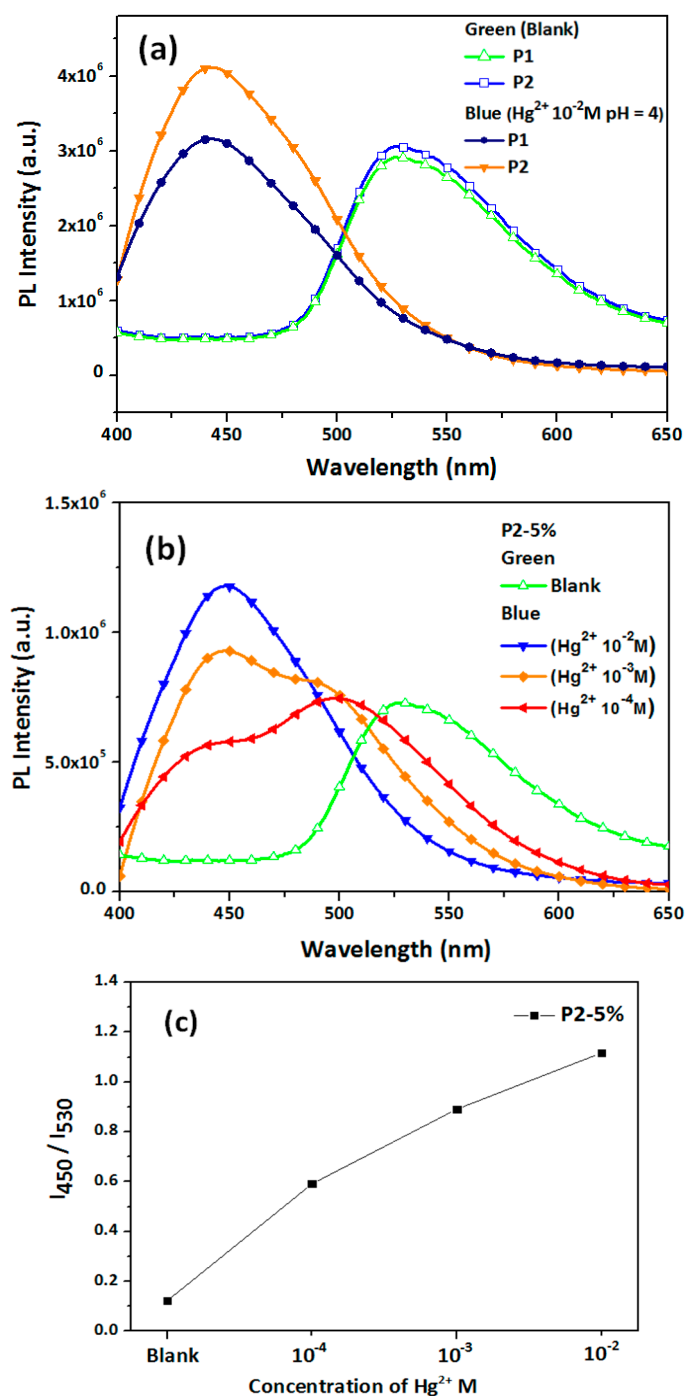 (a)
Green (Blank)
P1
P2
Blue (Hg²⁺ 10⁻²M pH = 4)
P1
P2
4x10⁶
3x10⁶
2x10⁶
1x10⁶
0
PL Intensity (a.u.)
400 450 500 550 600 650
Wavelength (nm)
(b)
P2-5%
Green
Blank
Blue
(Hg²⁺ 10⁻²M)
(Hg²⁺ 10⁻³M)
(Hg²⁺ 10⁻⁴M)
1.5x10⁶
1.0x10⁶
5.0x10⁵
0.0
PL Intensity (a.u.)
400 450 500 550 600 650
Wavelength (nm)
(c)
P2-5%
1.4
1.2
1.0
0.8
0.6
0.4
0.2
0.0
I₄₅₀ / I₅₃₀
Blank 10⁻⁴ 10⁻³ 10⁻²
Concentration of Hg²⁺ M